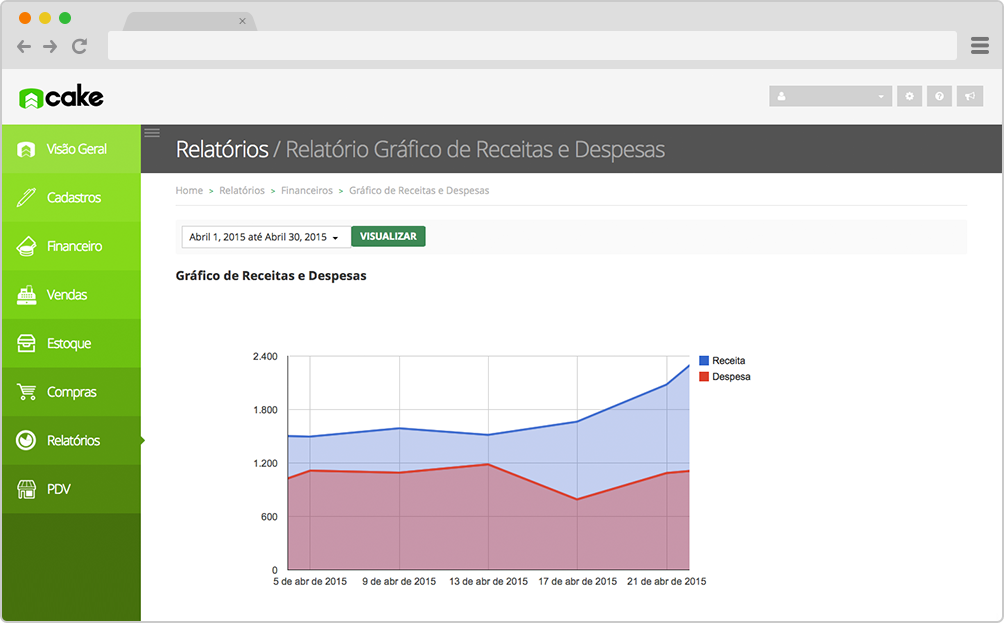 cake
Visão Geral
Cadastros
Financeiro
Vendas
Estoque
Compras
Relatórios
PDV
Relatórios / Relatório Gráfico de Receitas e Despesas
Home > Relatórios > Financeiros > Gráfico de Receitas e Despesas
Abril 1, 2015 até Abril 30, 2015 VISUALIZAR
Gráfico de Receitas e Despesas
2.400
1.800
1.200
600
0
5 de abr de 2015 9 de abr de 2015 13 de abr de 2015 17 de abr de 2015 21 de abr de 2015
Receita
Despesa